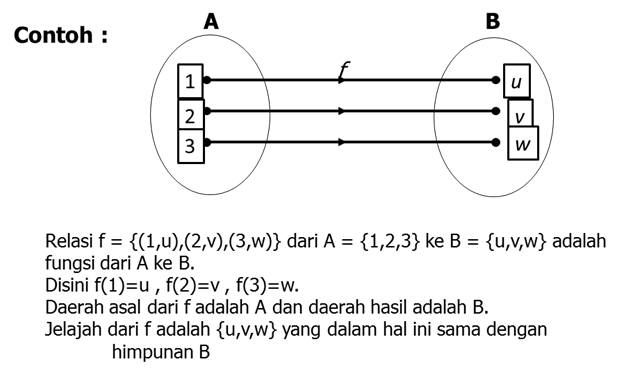 Contoh :
A
B
f
1
u
2
v
3
w
Relasi f = {(1,u),(2,v),(3,w)} dari A = {1,2,3} ke B = {u,v,w} adalah
fungsi dari A ke B.
Disini f(1)=u , f(2)=v , f(3)=w.
Daerah asal dari f adalah A dan daerah hasil adalah B.
Jelajah dari f adalah {u,v,w} yang dalam hal ini sama dengan
himpunan B